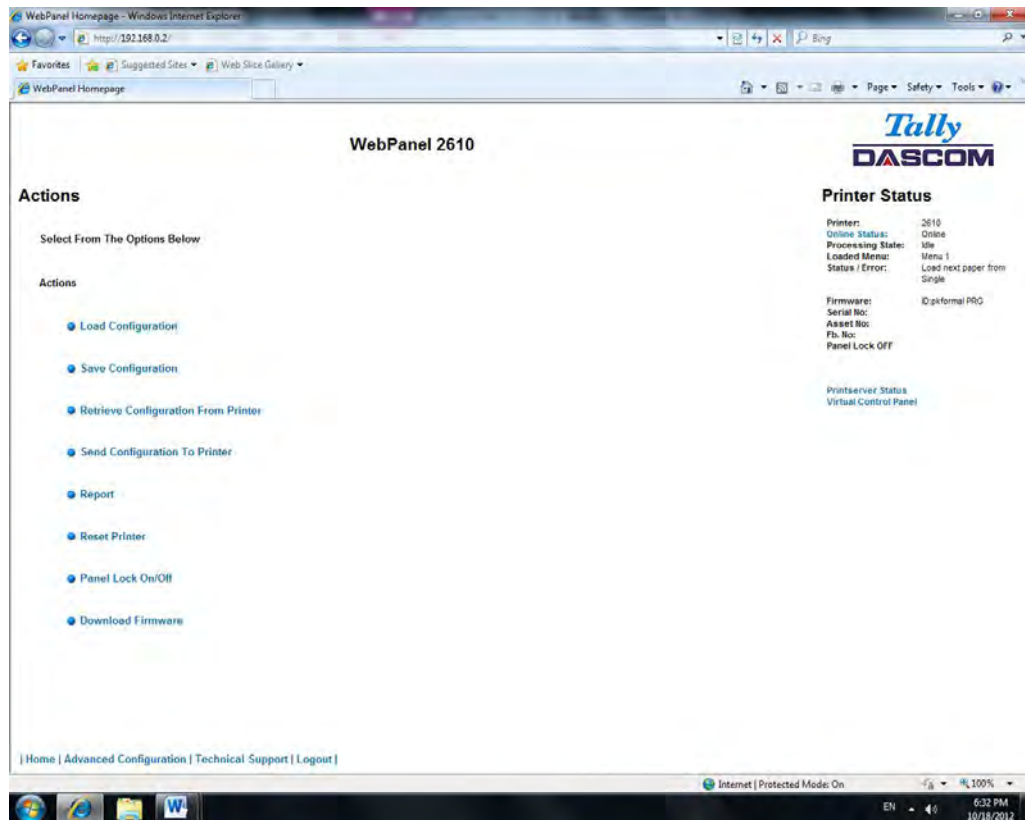 WebPanel Homepage - Windows Internet Explorer
http://192.168.0.2/
Bing
Favorites
Suggested Sites
Web Slice Gallery
WebPanel Homepage
Page
Safety
Tools
WebPanel 2610
Tally
DASCOM
Actions
Select From The Options Below
Actions
Load Configuration
Save Configuration
Retrieve Configuration From Printer
Send Configuration To Printer
Report
Reset Printer
Panel Lock On/Off
Download Firmware
Printer Status
Printer: 2610
Online Status: Online
Processing State: Idle
Loaded Menu: Menu 1
Status / Error: Load next paper from
Single
Firmware: ID:pkformal PRG
Serial No:
Asset No:
Fb. No:
Panel Lock OFF
Printserver Status
Virtual Control Panel
| Home | Advanced Configuration | Technical Support | Logout |
Internet | Protected Mode: On
100%
W
EN
6:32 PM
10/18/2012